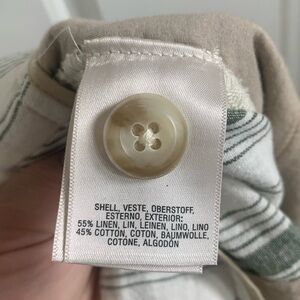 SHELL, VESTE, OBERSTOFF,
ESTERNO, EXTERIOR:
55% LINEN, LIN, LEINEN, LINO, LINO
45% COTTON, COTON, BAUMWOLLE,
COTONE, ALGODÓN